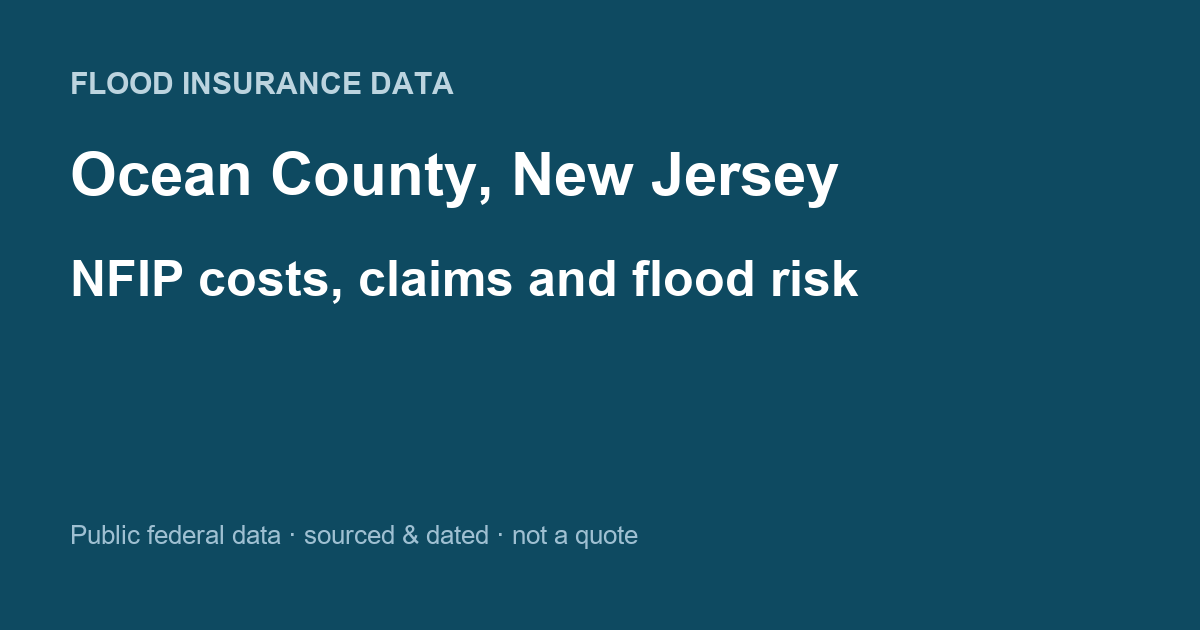 FLOOD INSURANCE DATA
Ocean County, New Jersey
NFIP costs, claims and flood risk
Public federal data · sourced & dated · not a quote